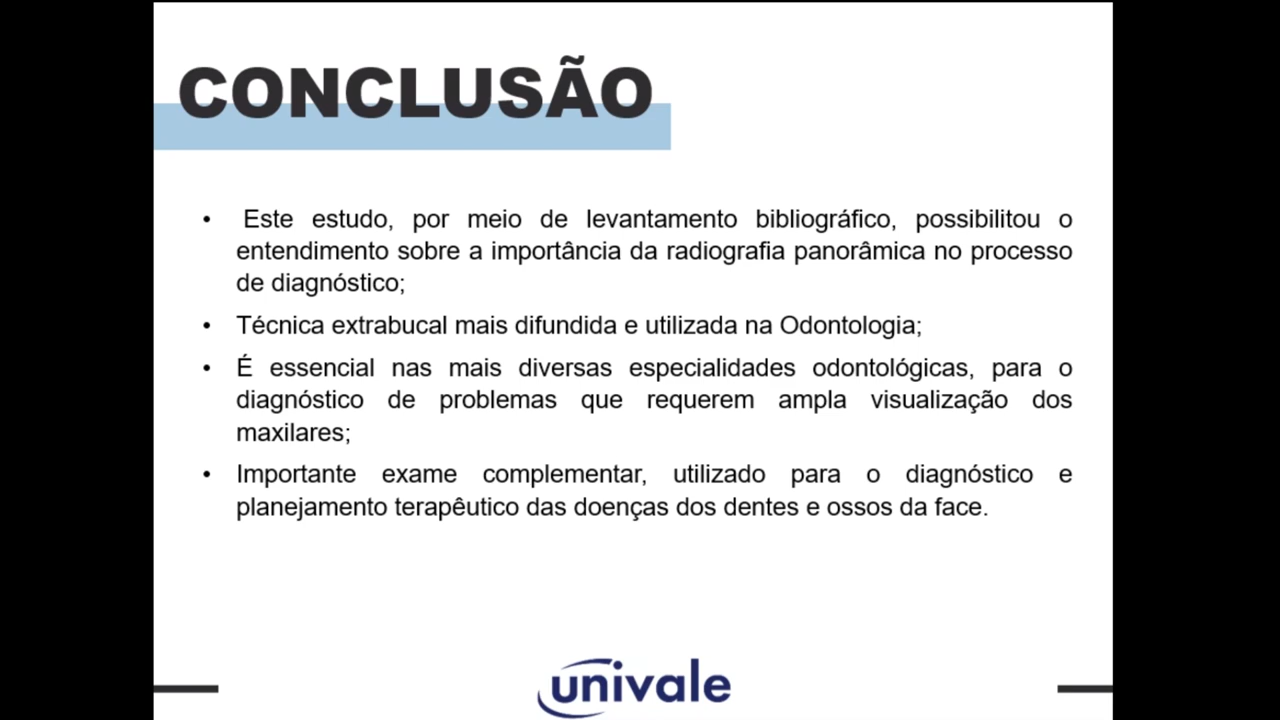 CONCLUSÃO
• Este estudo, por meio de levantamento bibliográfico, possibilitou o
entendimento sobre a importância da radiografia panorâmica no processo
de diagnóstico;
• Técnica extrabucal mais difundida e utilizada na Odontologia;
• É essencial nas mais diversas especialidades odontológicas, para o
diagnóstico de problemas que requerem ampla visualização dos
maxilares;
• Importante exame complementar, utilizado para o diagnóstico e
planejamento terapêutico das doenças dos dentes e ossos da face.
univale